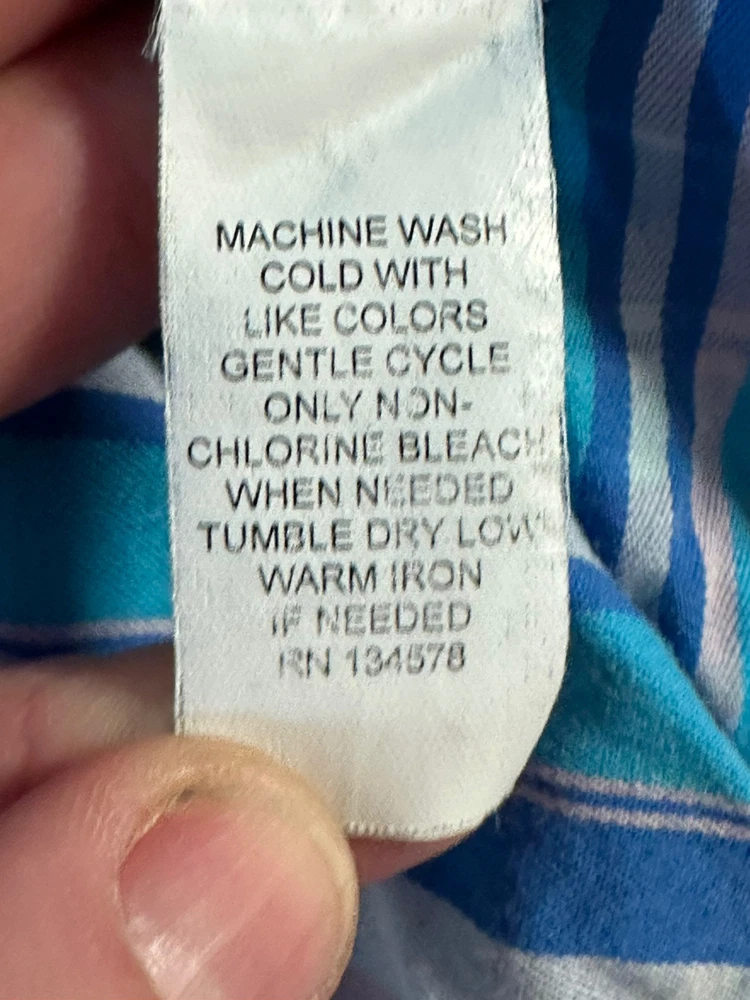 MACHINE WASH
COLD WITH
LIKE COLORS
GENTLE CYCLE
ONLY NON-
CHLORINE BLEACH
WHEN NEEDED
TUMBLE DRY LOW
WARM IRON
IF NEEDED
RN 134578